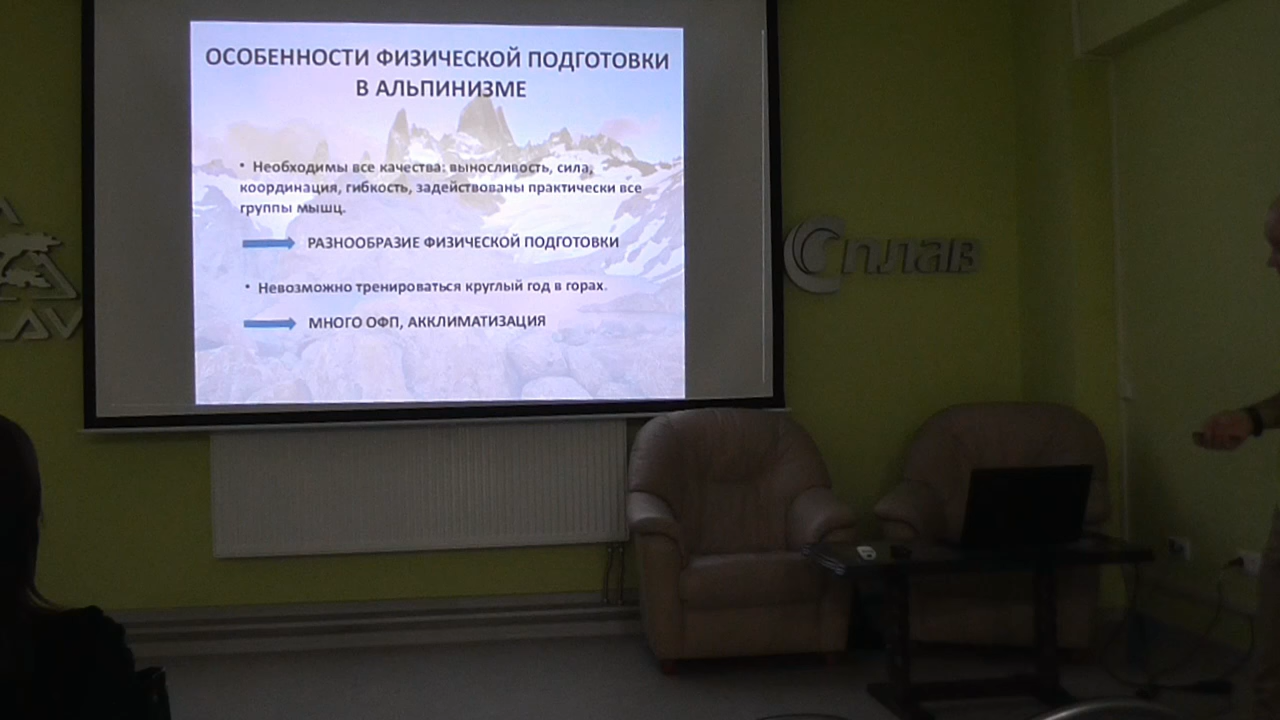 ОСОБЕННОСТИ ФИЗИЧЕСКОЙ ПОДГОТОВКИ
В АЛЬПИНИЗМЕ
• Необходимы все качества: выносливость, сила,
координация, гибкость, задействованы практически все
группы мышц.
РАЗНООБРАЗИЕ ФИЗИЧЕСКОЙ ПОДГОТОВКИ
• Невозможно тренироваться круглый год в горах.
МНОГО ОФП, АККЛИМАТИЗАЦИЯ
Сплав